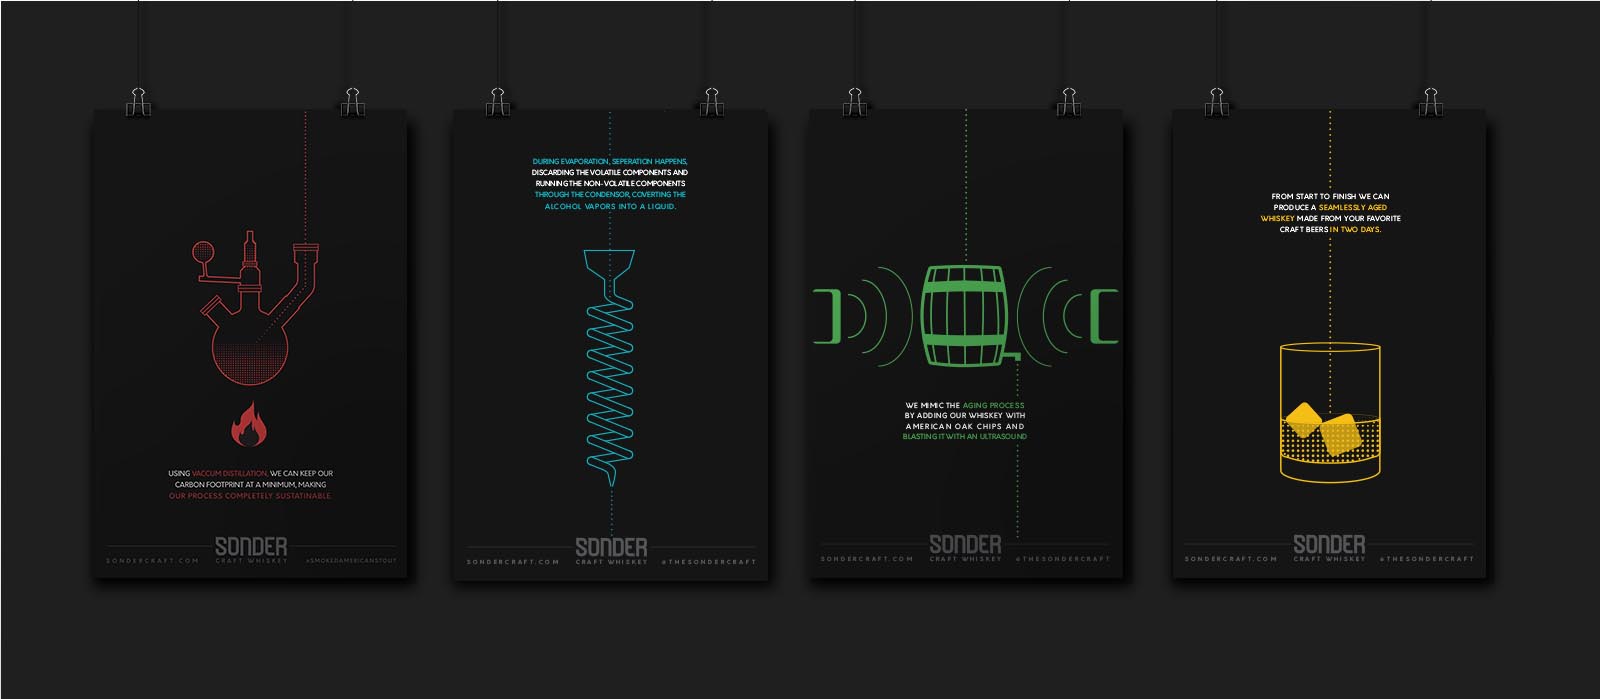 USING VACCUM DISTILLATION, WE CAN KEEP OUR
CARBON FOOTPRINT AT A MINIMUM, MAKING
OUR PROCESS COMPLETELY SUSTATINABLE.
SONDER
SONDERCRAFT.COM CRAFT WHISKEY #SMOKEDAMERICANSTOUT
DURING EVAPORATION, SEPERATION HAPPENS,
DISCARDING THE VOLATILE COMPONENTS AND
RUNNING THE NON-VOLATILE COMPONENTS
THROUGH THE CONDENSOR, COVERTING THE
ALCOHOL VAPORS INTO A LIQUID.
SONDER
SONDERCRAFT.COM CRAFT WHISKEY @THESONDERCRAFT
WE MIMIC THE AGING PROCESS
BY ADDING OUR WHISKEY WITH
AMERICAN OAK CHIPS AND
BLASTING IT WITH AN ULTRASOUND
SONDER
SONDERCRAFT.COM CRAFT WHISKEY @THESONDERCRAFT
FROM START TO FINISH WE CAN
PRODUCE A SEAMLESSLY AGED
WHISKEY MADE FROM YOUR FAVORITE
CRAFT BEERS IN TWO DAYS.
SONDER
SONDERCRAFT.COM CRAFT WHISKEY @THESONDERCRAFT